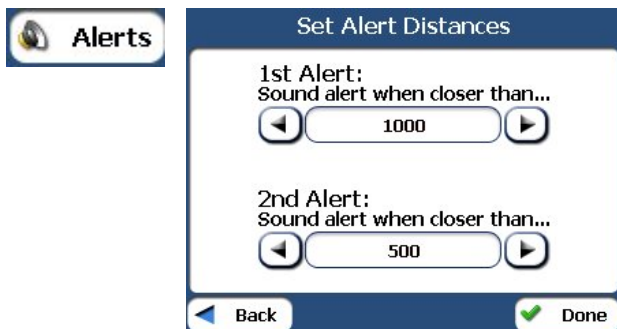 Alerts
Set Alert Distances
1st Alert:
Sound alert when closer than...
1000
2nd Alert:
Sound alert when closer than...
500
Back
Done